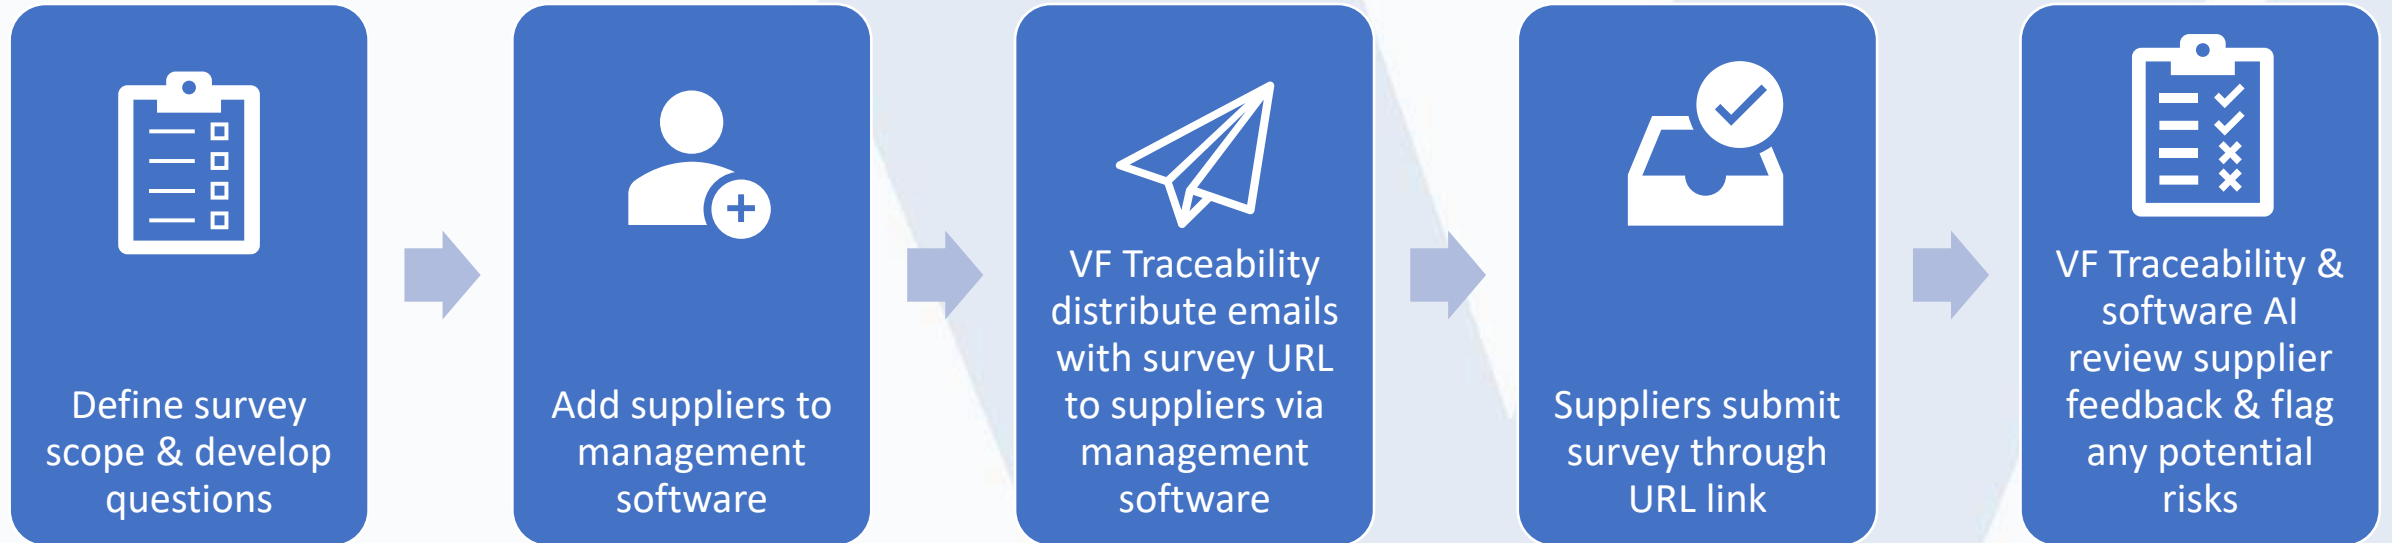 Define survey
scope & develop
questions
Add suppliers to
management
software
VF Traceability
distribute emails
with survey URL
to suppliers via
management
software
Suppliers submit
survey through
URL link
VF Traceability &
software AI
review supplier
feedback & flag
any potential
risks